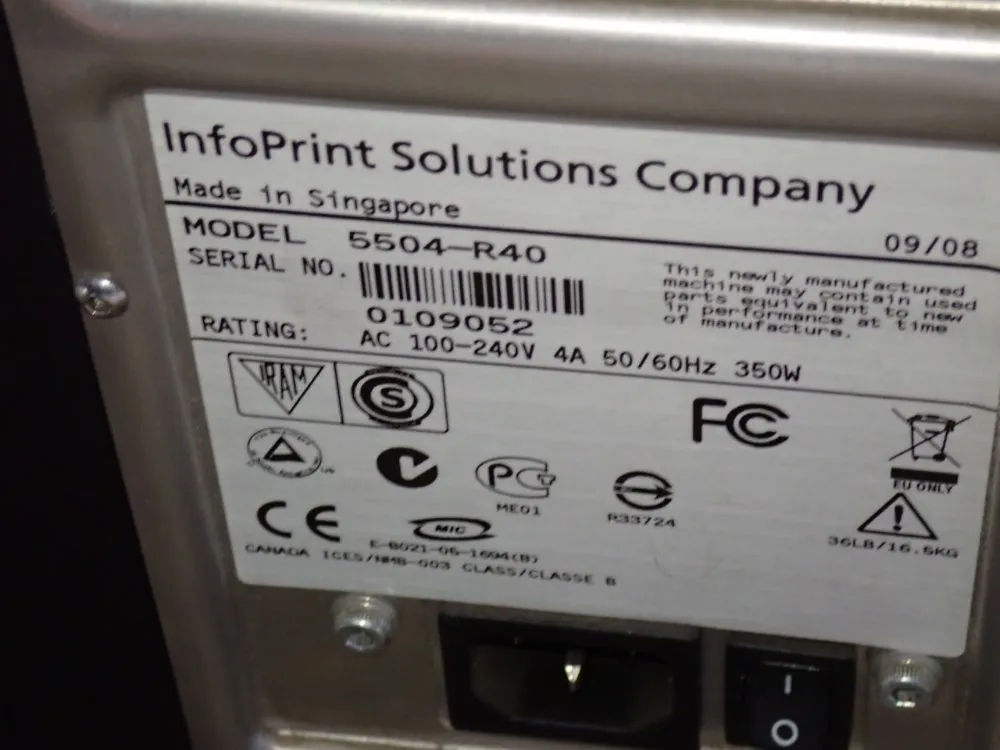 InfoPrint Solutions Company
Made in Singapore
09/08
MODEL 5504-R40
SERIAL NO.
0109052
This newly manufactured
machine may contain used
parts equivalent to new
in performance at time
of manufacture.
RATING: AC 100-240V 4A 50/60Hz 350W
IRAM
S
FC
PG
ME01
R33724
EU ONLY
CE
MIC
36LB/16.5KG
E-8021-06-1694(B)
CANADA ICES/NMB-003 CLASS/CLASSE B
I
O